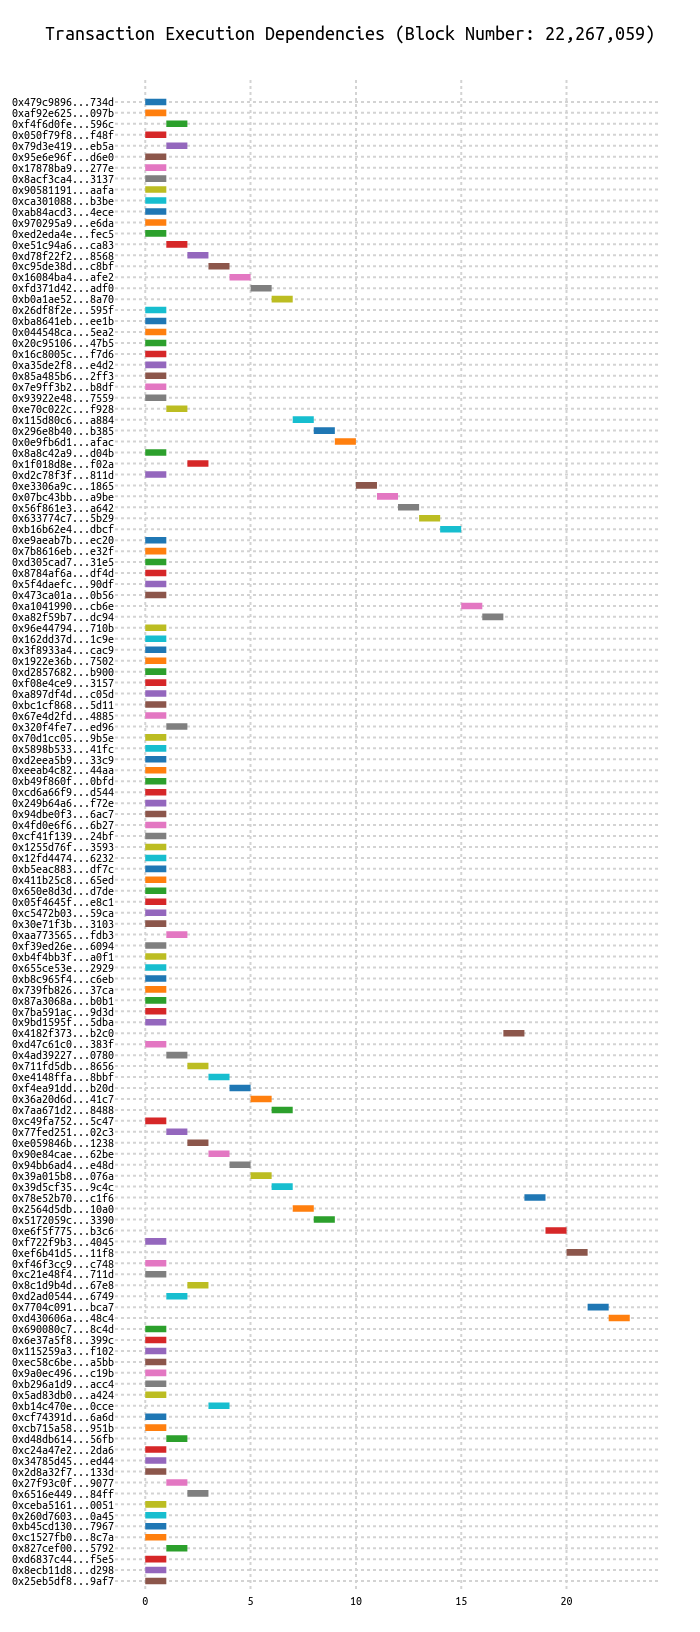 Transaction Execution Dependencies (Block Number: 22,267,059)
0x479c9896...734d
0xaf92e625...097b
0xf4f6d0fe...596c
0x050f79f8...f48f
0x79d3e419...eb5a
0x95e6e96f...d6e0
0x17878ba9...277e
0x8acf3ca4...3137
0x90581191...aafa
0xca301088...b3be
0xab84acd3...4ece
0x970295a9...e6da
0xed2eda4e...fec5
0xe51c94a6...ca83
0xd78f22f2...8568
0xc95de38d...c8bf
0x16084ba4...afe2
0xfd371d42...adf0
0xb0a1ae52...8a70
0x26df8f2e...595f
0xba8641eb...ee1b
0x044548ca...5ea2
0x20c95106...47b5
0x16c8005c...f7d6
0xa35de2f8...e4d2
0x85a485b6...2ff3
0x7e9ff3b2...b8df
0x93922e48...7559
0xe70c022c...f928
0x115d80c6...a884
0x296e8b40...b385
0x0e9fb6d1...afac
0x8a8c42a9...d04b
0x1f018d8e...f02a
0xd2c78f3f...811d
0xe3306a9c...1865
0x07bc43bb...a9be
0x56f861e3...a642
0x633774c7...5b29
0xb16b62e4...dbcf
0xe9aeab7b...ec20
0x7b8616eb...e32f
0xd305cad7...31e5
0x8784af6a...df4d
0x5f4daefc...90df
0x473ca01a...0b56
0xa1041990...cb6e
0xa82f59b7...dc94
0x96e44794...710b
0x162dd37d...1c9e
0x3f8933a4...cac9
0x1922e36b...7502
0xd2857682...b900
0xf08e4ce9...3157
0xa897df4d...c05d
0xbc1cf868...5d11
0x67e4d2fd...4885
0x320f4fe7...ed96
0x70d1cc05...9b5e
0x5898b533...41fc
0xd2eea5b9...33c9
0xeeab4c82...44aa
0xb49f860f...0bfd
0xcd6a66f9...d544
0x249b64a6...f72e
0x94dbe0f3...6ac7
0x4fd0e6f6...6b27
0xcf41f139...24bf
0x1255d76f...3593
0x12fd4474...6232
0xb5eac883...df7c
0x411b25c8...65ed
0x650e8d3d...d7de
0x05f4645f...e8c1
0xc5472b03...59ca
0x30e71f3b...3103
0xaa773565...fdb3
0xf39ed26e...6094
0xb4f4bb3f...a0f1
0x655ce53e...2929
0xb8c965f4...c6eb
0x739fb826...37ca
0x87a3068a...b0b1
0x7ba591ac...9d3d
0x9bd1595f...5dba
0x4182f373...b2c0
0xd47c61c0...383f
0x4ad39227...0780
0x711fd5db...8656
0xe4148ffa...8bbf
0xf4ea91dd...b20d
0x36a20d6d...41c7
0x7aa671d2...8488
0xc49fa752...5c47
0x77fed251...02c3
0xe059846b...1238
0x90e84cae...62be
0x94bb6ad4...e48d
0x39a015b8...076a
0x39d5cf35...9c4c
0x78e52b70...c1f6
0x2564d5db...10a0
0x5172059c...3390
0xe6f5f775...b3c6
0xf722f9b3...4045
0xef6b41d5...11f8
0xf46f3cc9...c748
0xc21e48f4...711d
0x8c1d9b4d...67e8
0xd2ad0544...6749
0x7704c091...bca7
0xd430606a...48c4
0x690080c7...8c4d
0x6e37a5f8...399c
0x115259a3...f102
0xec58c6be...a5bb
0x9a0ec496...c19b
0xb296a1d9...acc4
0x5ad83db0...a424
0xb14c470e...0cce
0xcf74391d...6a6d
0xcb715a58...951b
0xd48db614...56fb
0xc24a47e2...2da6
0x34785d45...ed44
0x2d8a32f7...133d
0x27f93c0f...9077
0x6516e449...84ff
0xceba5161...0051
0x260d7603...0a45
0xb45cd130...7967
0xc1527fb0...8c7a
0x827cef00...5792
0xd6837c44...f5e5
0x8ecb11d8...d298
0x25eb5df8...9af7
0 5 10 15 20